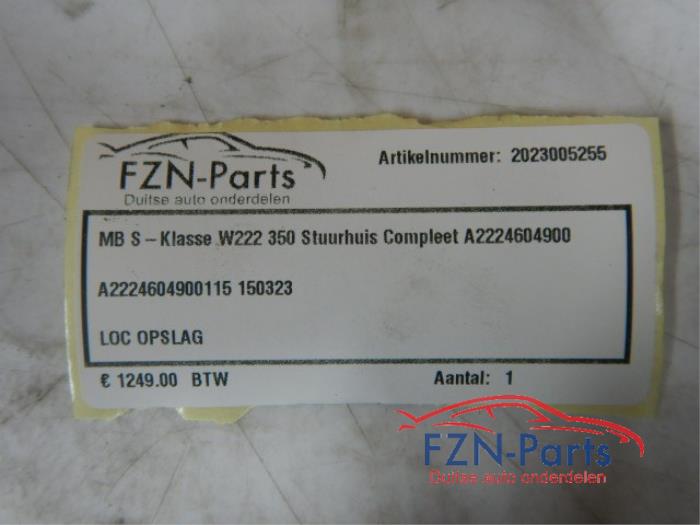 FZN-Parts
Duitse auto onderdelen
Artikelnummer: 2023005255
MB S-Klasse W222 350 Stuurhuis Compleet A2224604900
A2224604900115 150323
LOC OPSLAG
€ 1249.00 BTW
Aantal: 1
FZN-Parts
Duitse auto onderdelen